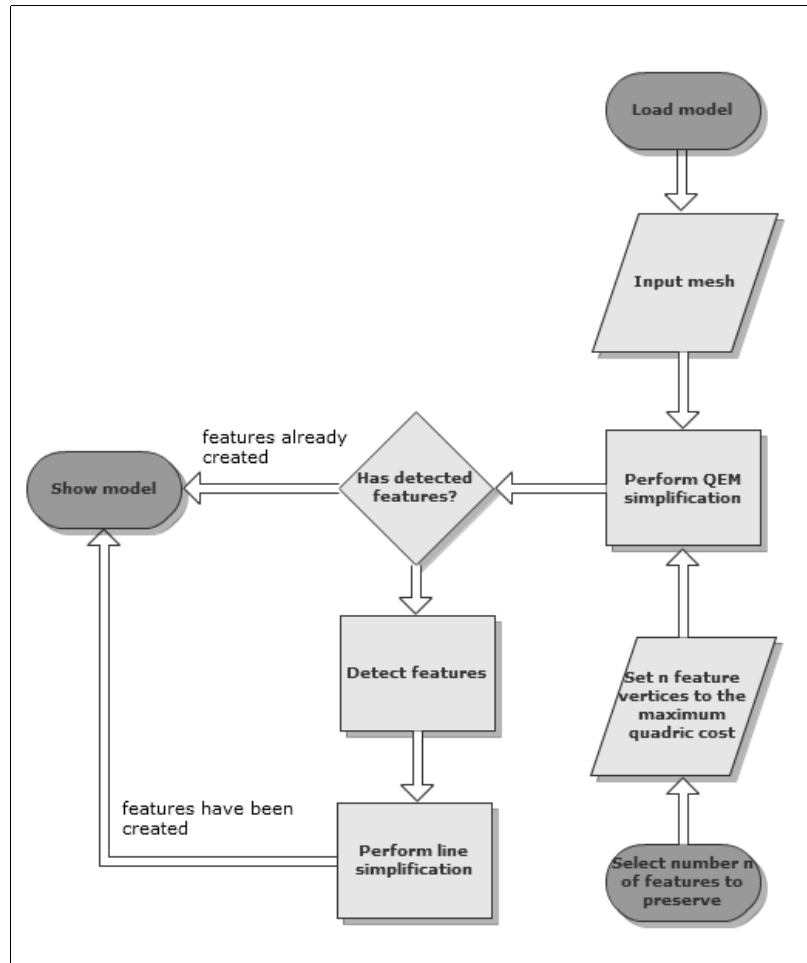 Load model
Input mesh
features already
created
Show model
Has detected
features?
Perform QEM
simplification
Detect features
Set n feature
vertices to the
maximum
quadric cost
features have been
created
Perform line
simplification
Select number n
of features to
preserve